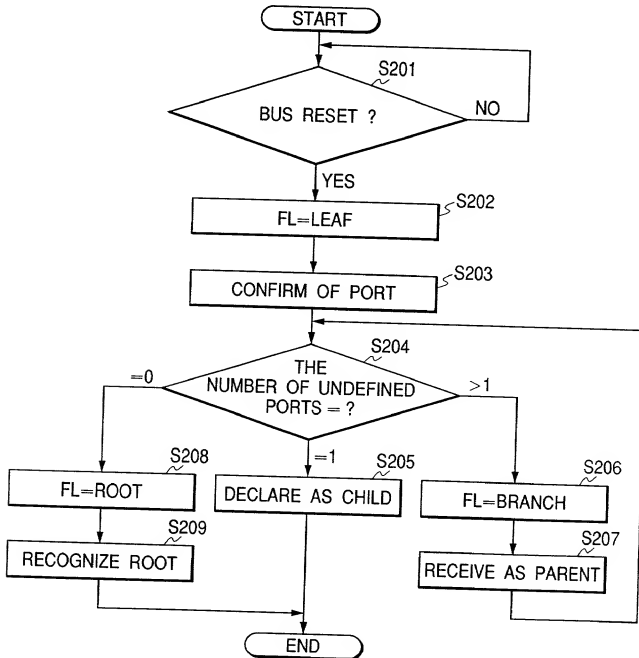 START
S201
BUS RESET ?
NO
YES
S202
FL=LEAF
S203
CONFIRM OF PORT
S204
THE
NUMBER OF UNDEFINED
PORTS = ?
=0
>1
=1
S208
FL=ROOT
S205
DECLARE AS CHILD
S206
FL=BRANCH
S209
RECOGNIZE ROOT
S207
RECEIVE AS PARENT
END